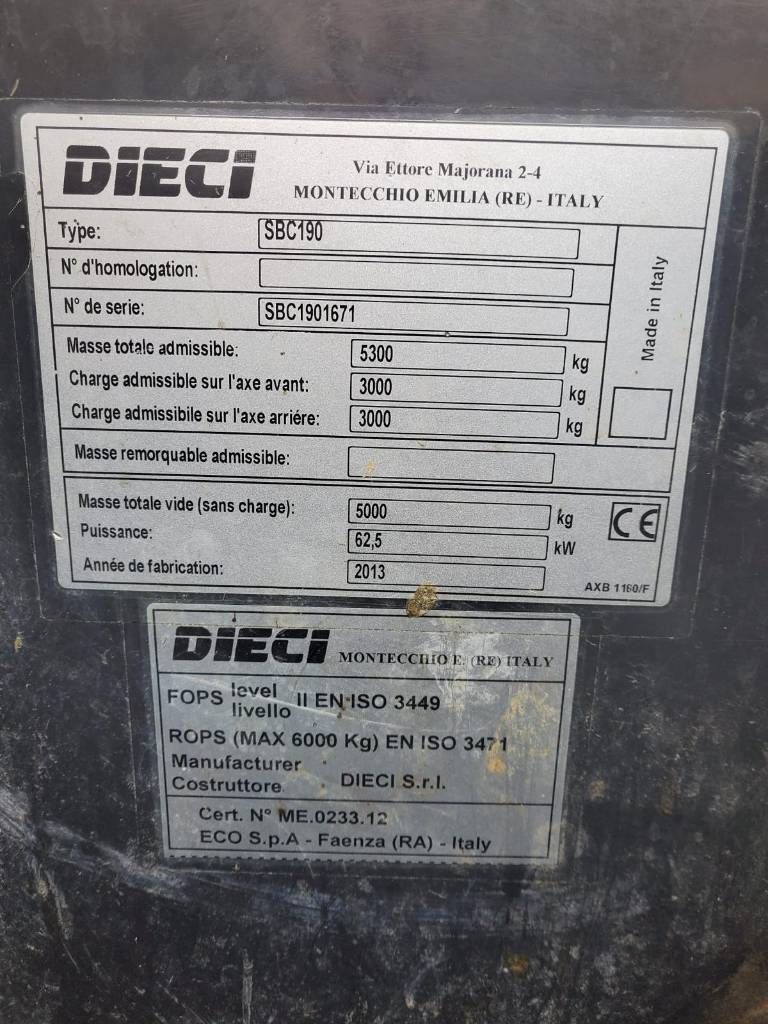 DIECI
Via Ettore Majorana 2-4
MONTECCHIO EMILIA (RE) - ITALY
Type: SBC190
N° d'homologation:
N° de serie: SBC1901671
Masse totale admissible: 5300 kg
Charge admissible sur l'axe avant: 3000 kg
Charge admissibile sur l'axe arriére: 3000 kg
Made in Italy
Masse remorquable admissible:
Masse totale vide (sans charge): 5000 kg
Puissance: 62,5 kW
Année de fabrication: 2013
CE
AXB 1160/F
DIECI MONTECCHIO E. (RE) ITALY
FOPS level livello II EN ISO 3449
ROPS (MAX 6000 Kg) EN ISO 3471
Manufacturer
Costruttore DIECI S.r.l.
Cert. N° ME.0233.12
ECO S.p.A - Faenza (RA) - Italy